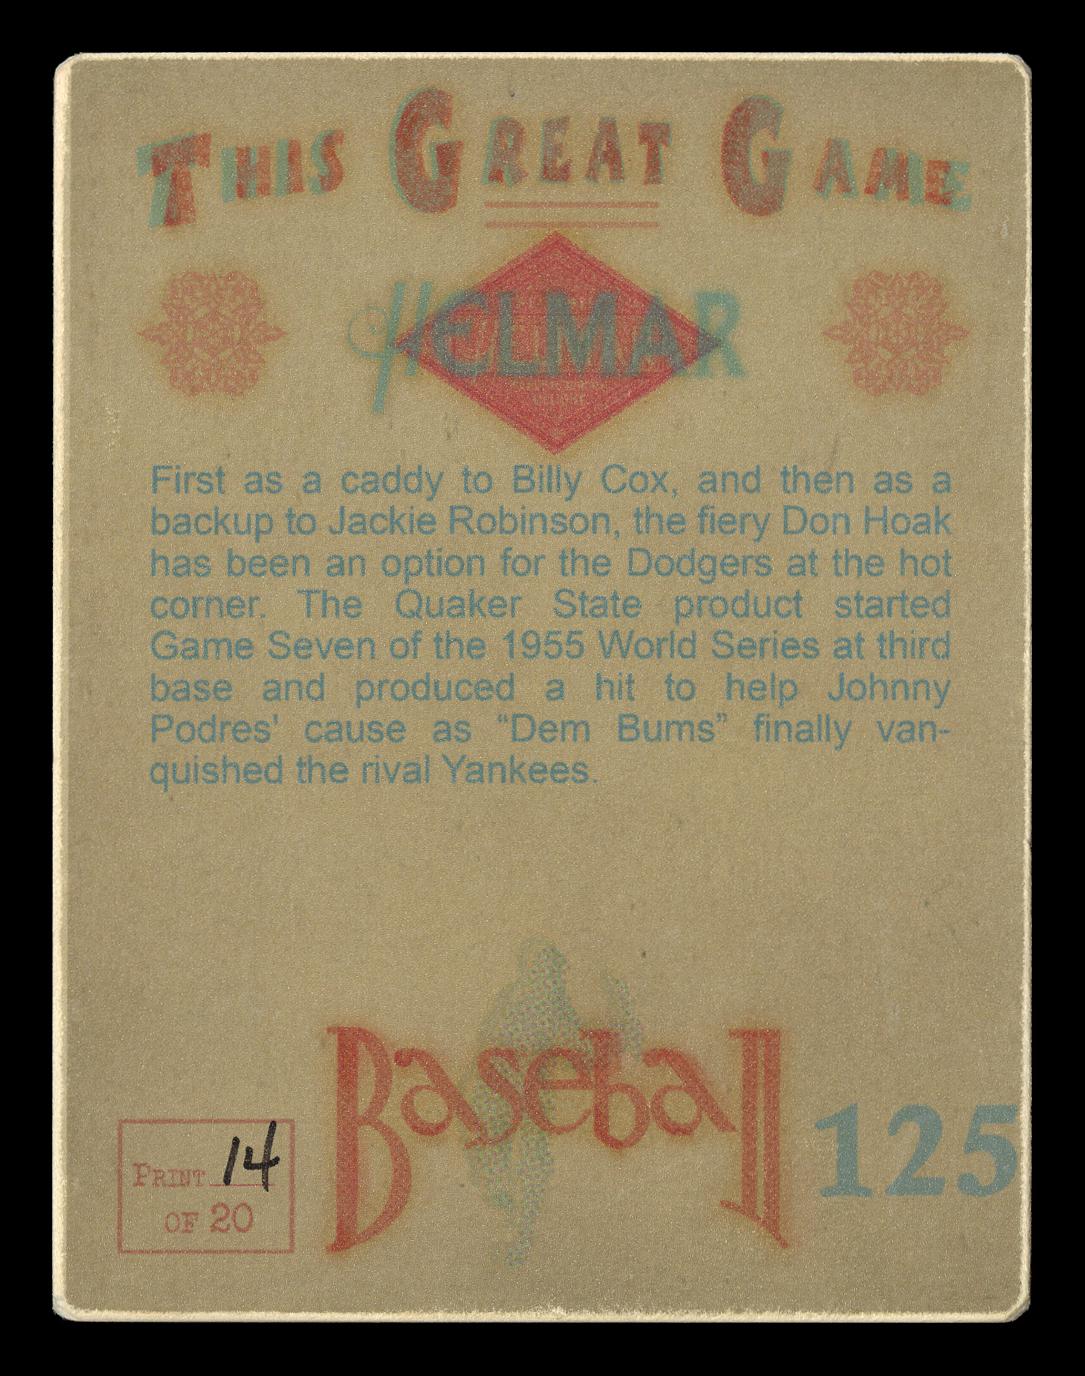 THIS GREAT GAME
HELMAR
First as a caddy to Billy Cox, and then as a
backup to Jackie Robinson, the fiery Don Hoak
has been an option for the Dodgers at the hot
corner. The Quaker State product started
Game Seven of the 1955 World Series at third
base and produced a hit to help Johnny
Podres' cause as “Dem Bums” finally van-
quished the rival Yankees.
Baseball
125
PRINT 14
OF 20